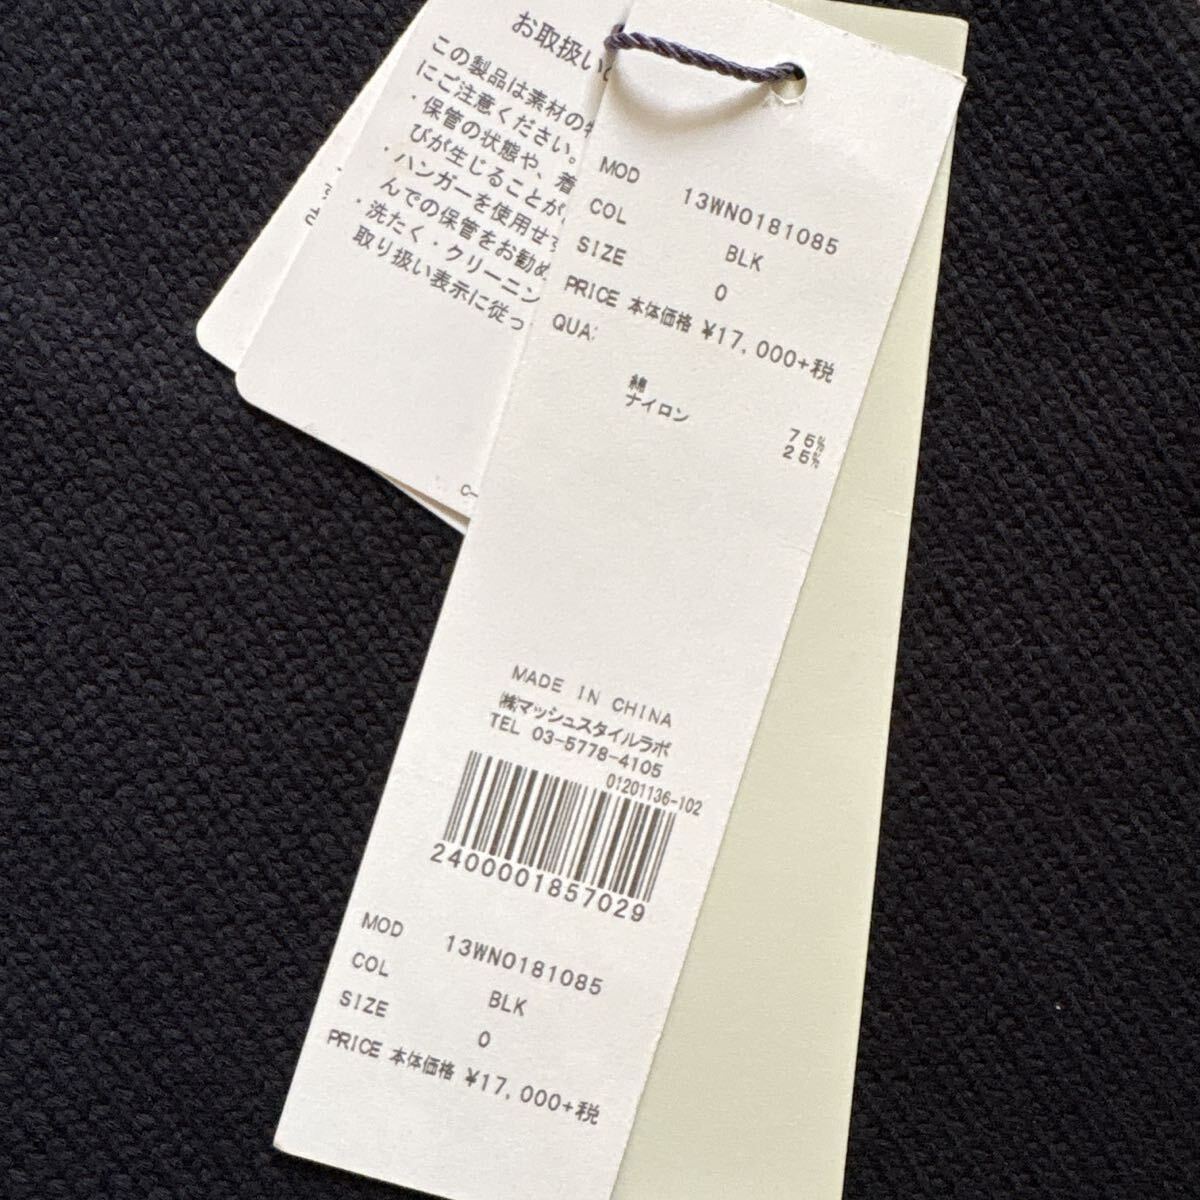 お取扱い
この製品は素材の
にご注意ください。
・保管の状態や、着
びが生じることが
・ハンガーを使用せず
んでの保管をお勧め
・洗たく・クリーニン
取り扱い表示に従っ
MOD 13WNO181085
COL BLK
SIZE 0
PRICE 本体価格 ¥17,000+税
QUA:
綿 75%
ナイロン 25%
MADE IN CHINA
㈱マッシュスタイルラボ
TEL 03-5778-4105
01201136-102
2400001857029
MOD 13WNO181085
COL BLK
SIZE 0
PRICE 本体価格 ¥17,000+税